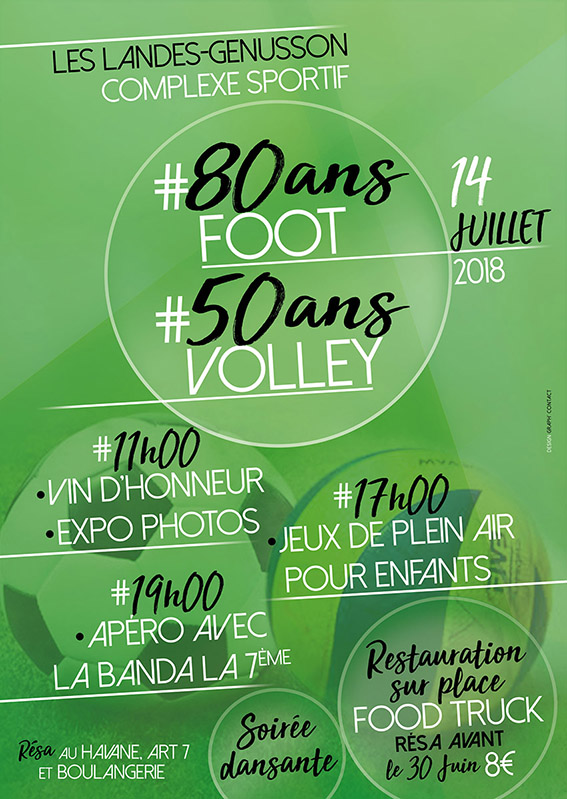 LES LANDES-GENUSSON
COMPLEXE SPORTIF
#80ans
FOOT
14
JUILLET
2018
#50ans
VOLLEY
DESIGN GRAPH' CONTACT
#11h00
•VIN D'HONNEUR
•EXPO PHOTOS
#17h00
•JEUX DE PLEIN AIR
POUR ENFANTS
#19h00
•APÉRO AVEC
LA BANDA LA 7ÈME
Restauration
sur place
FOOD TRUCK
RÉSA AVANT
le 30 Juin 8€
Soirée
dansante
Résa AU HAVANE, ART 7
ET BOULANGERIE